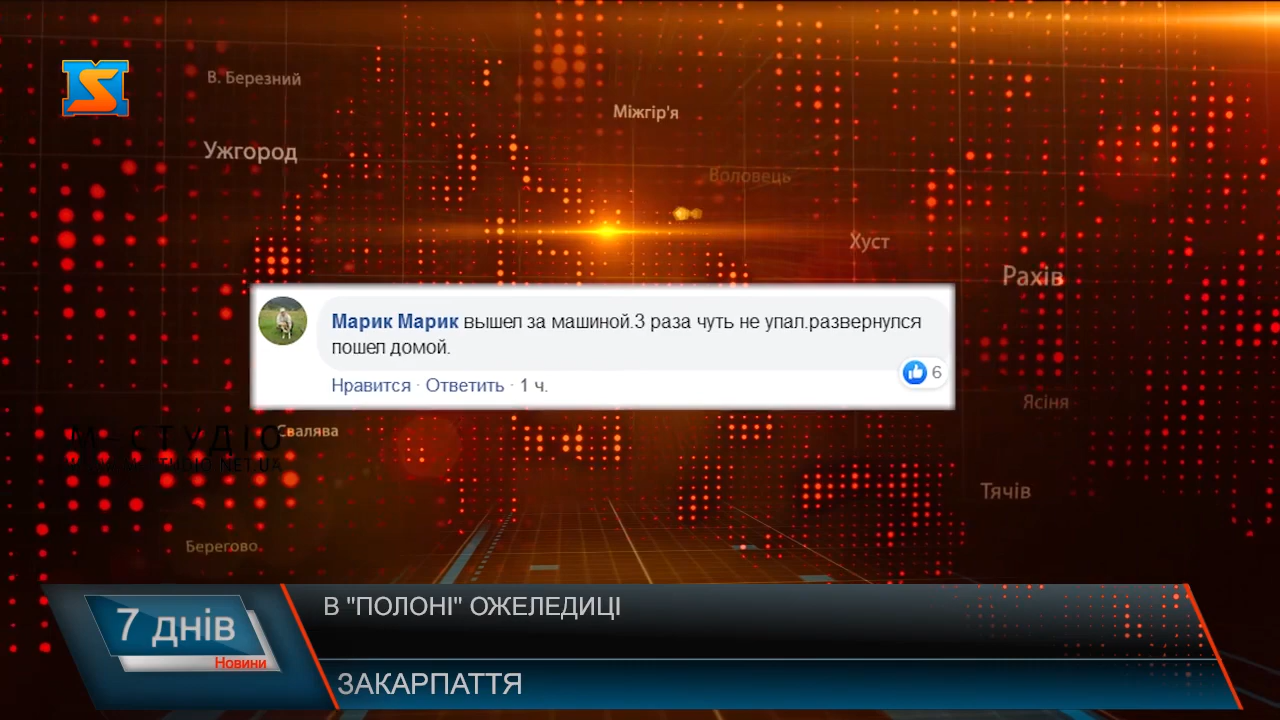 В. Березний
Міжгір'я
Ужгород
Воловець
Хуст
Рахів
Марик Марик вышел за машиной.3 раза чуть не упал.развернулся
пошел домой.
6
Нравится · Ответить · 1 ч.
Ясіня
М-СТУДІО
Свалява
Тячів
Берегово
7 днів
Новини
В "ПОЛОНІ" ОЖЕЛЕДИЦІ
ЗАКАРПАТТЯ